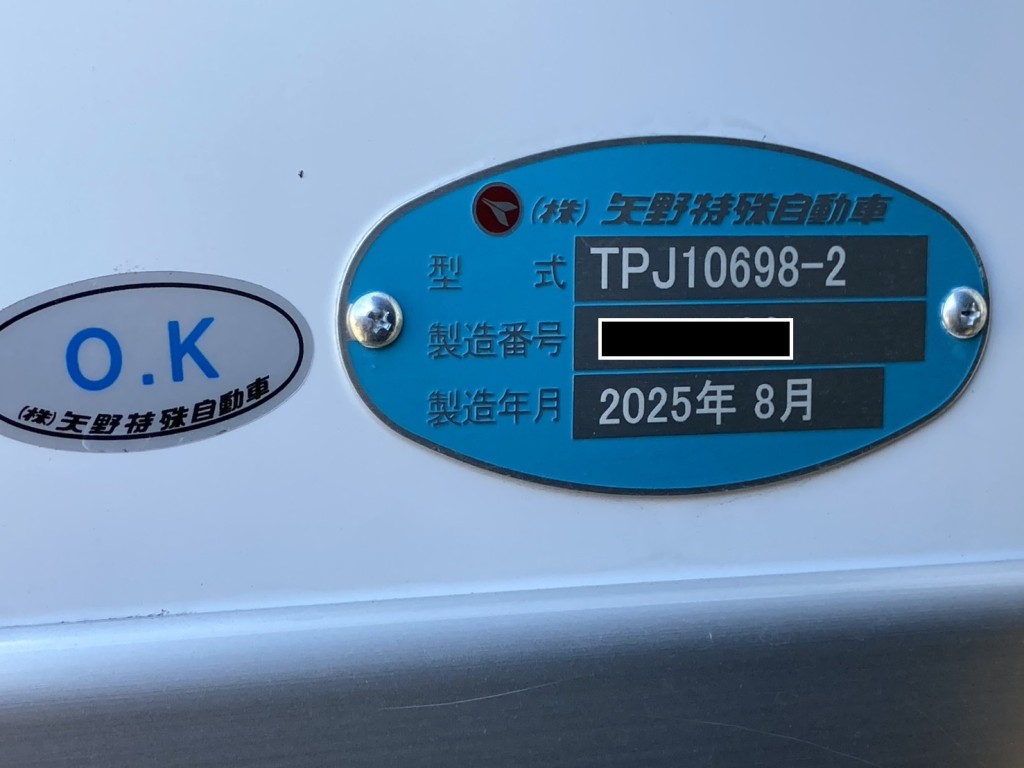 (株) 矢野特殊自動車
型 式 TPJ10698-2
製造番号
製造年月 2025年 8月
O.K
(株)矢野特殊自動車